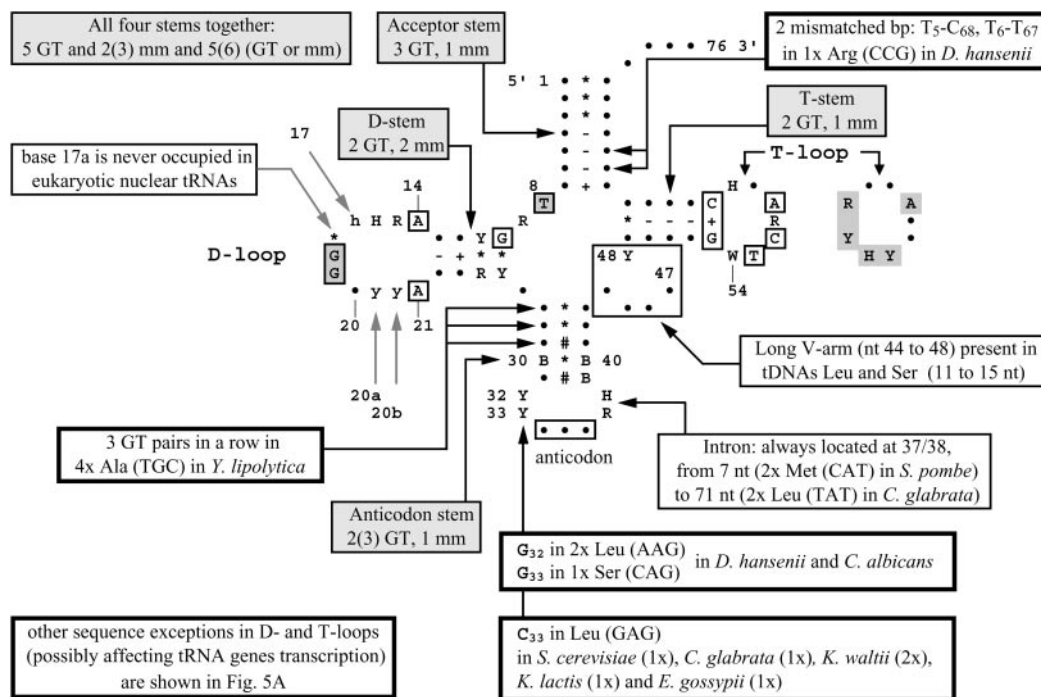 All four stems together:
5 GT and 2(3) mm and 5(6) (GT or mm)
Acceptor stem
3 GT, 1 mm
• • • 76 3'
2 mismatched bp: T₅-C₆₈, T₆-T₆₇
in 1x Arg (CCG) in D. hansenii
5' 1 • * •
• * •
• * •
• - •
• - •
• - •
• + •
D-stem
2 GT, 2 mm
T-stem
2 GT, 1 mm
T-loop
17
base 17a is never occupied in
eukaryotic nuclear tRNAs
14
8
T
h H R A
R
D-loop
*
G
G
• • Y G
- + * *
• • R Y
• y y A
20
21
20a
20b
• • • • C
* - - - +
• • • • G
H •
A
R
C
T
W
54
• •
R A
Y •
H Y •
48 Y
47
• •
• •
•
• * •
• * •
• # •
30 B * B 40
• # B
32 Y H
33 Y R
• • •
anticodon
Long V-arm (nt 44 to 48) present in
tDNAs Leu and Ser (11 to 15 nt)
3 GT pairs in a row in
4x Ala (TGC) in Y. lipolytica
Intron: always located at 37/38,
from 7 nt (2x Met (CAT) in S. pombe)
to 71 nt (2x Leu (TAT) in C. glabrata)
Anticodon stem
2(3) GT, 1 mm
G₃₂ in 2x Leu (AAG)
G₃₃ in 1x Ser (CAG)
in D. hansenii and C. albicans
other sequence exceptions in D- and T-loops
(possibly affecting tRNA genes transcription)
are shown in Fig. 5A
C₃₃ in Leu (GAG)
in S. cerevisiae (1x), C. glabrata (1x), K. waltii (2x),
K. lactis (1x) and E. gossypii (1x)